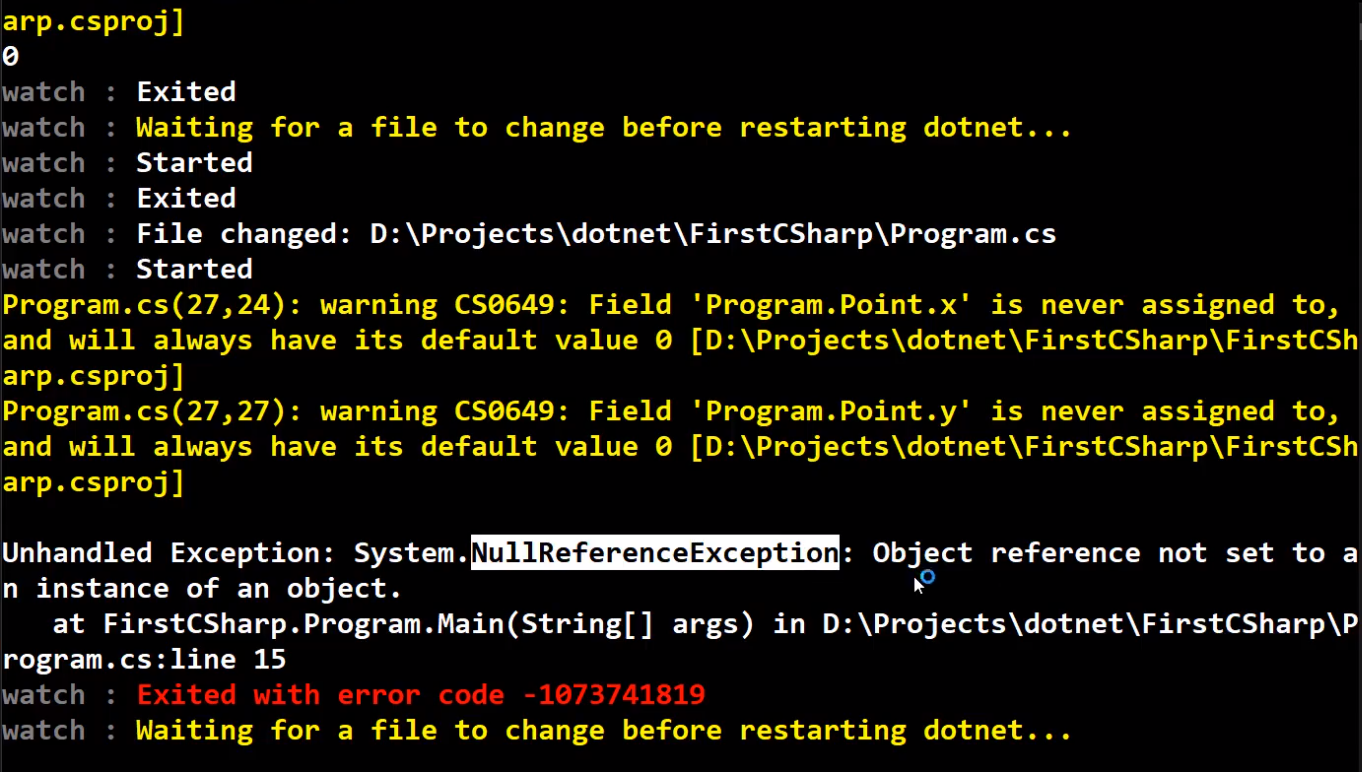 arp.csproj]
0
watch : Exited
watch : Waiting for a file to change before restarting dotnet...
watch : Started
watch : Exited
watch : File changed: D:\Projects\dotnet\FirstCSharp\Program.cs
watch : Started
Program.cs(27,24): warning CS0649: Field 'Program.Point.x' is never assigned to,
and will always have its default value 0 [D:\Projects\dotnet\FirstCSharp\FirstCSh
arp.csproj]
Program.cs(27,27): warning CS0649: Field 'Program.Point.y' is never assigned to,
and will always have its default value 0 [D:\Projects\dotnet\FirstCSharp\FirstCSh
arp.csproj]
Unhandled Exception: System.NullReferenceException: Object reference not set to a
n instance of an object.
   at FirstCSharp.Program.Main(String[] args) in D:\Projects\dotnet\FirstCSharp\P
rogram.cs:line 15
watch : Exited with error code -1073741819
watch : Waiting for a file to change before restarting dotnet...